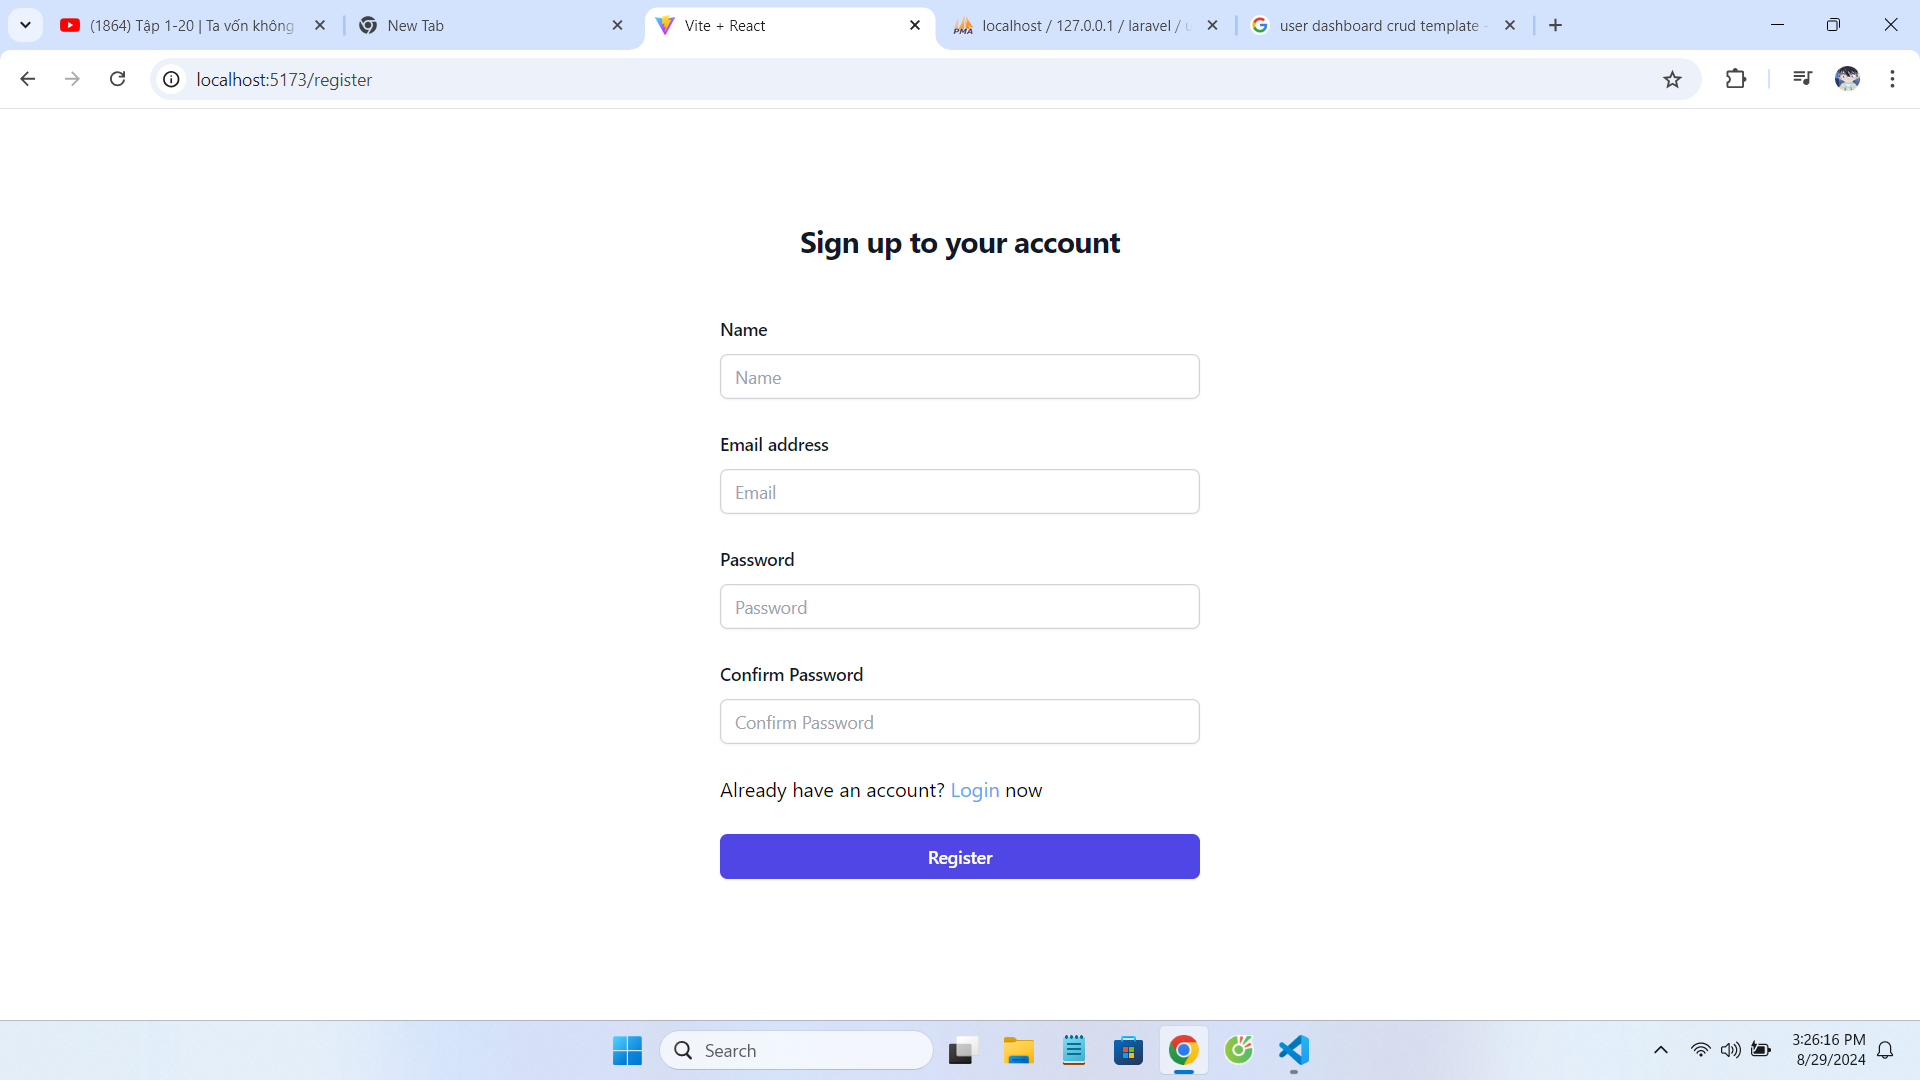 (1864) Tập 1-20 | Ta vốn không
New Tab
Vite + React
localhost / 127.0.0.1 / laravel /
user dashboard crud template -
localhost:5173/register
Sign up to your account
Name
Name
Email address
Email
Password
Password
Confirm Password
Confirm Password
Already have an account? Login now
Register
Search
3:26:16 PM
8/29/2024
PMA